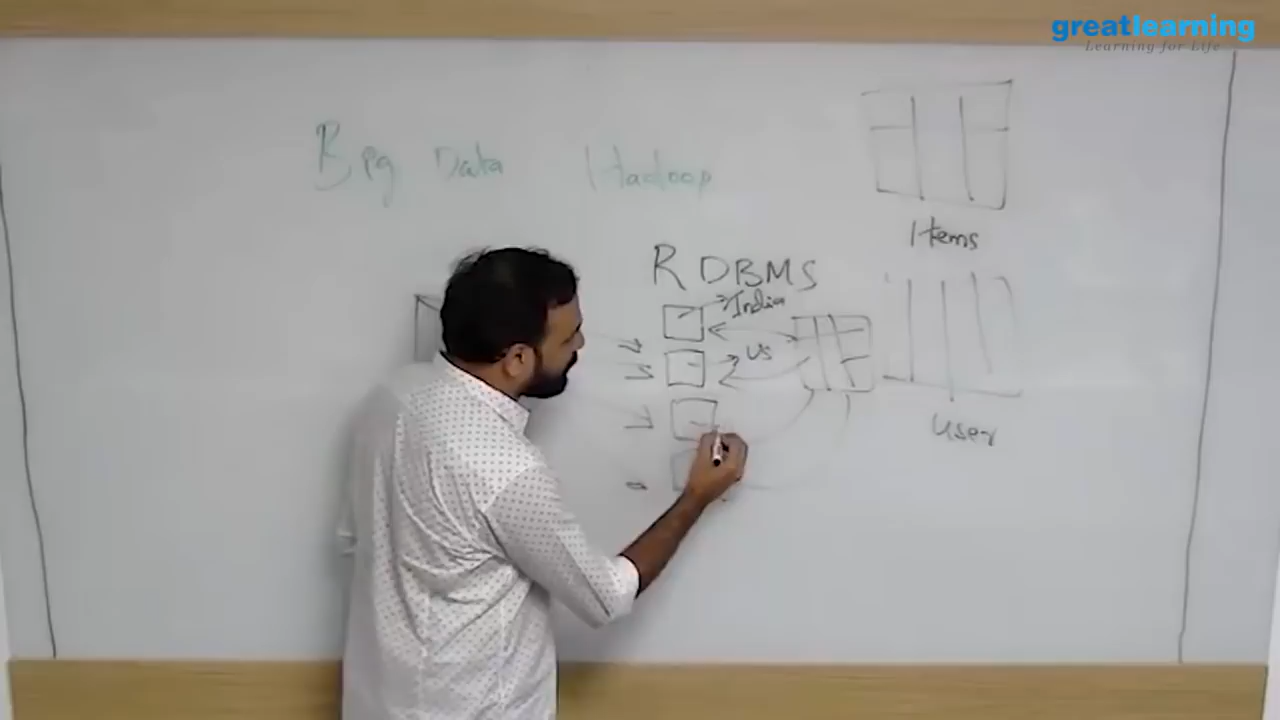 greatlearning
Learning for Life
Big Data Hadoop
Items
RDBMS
India
US
User